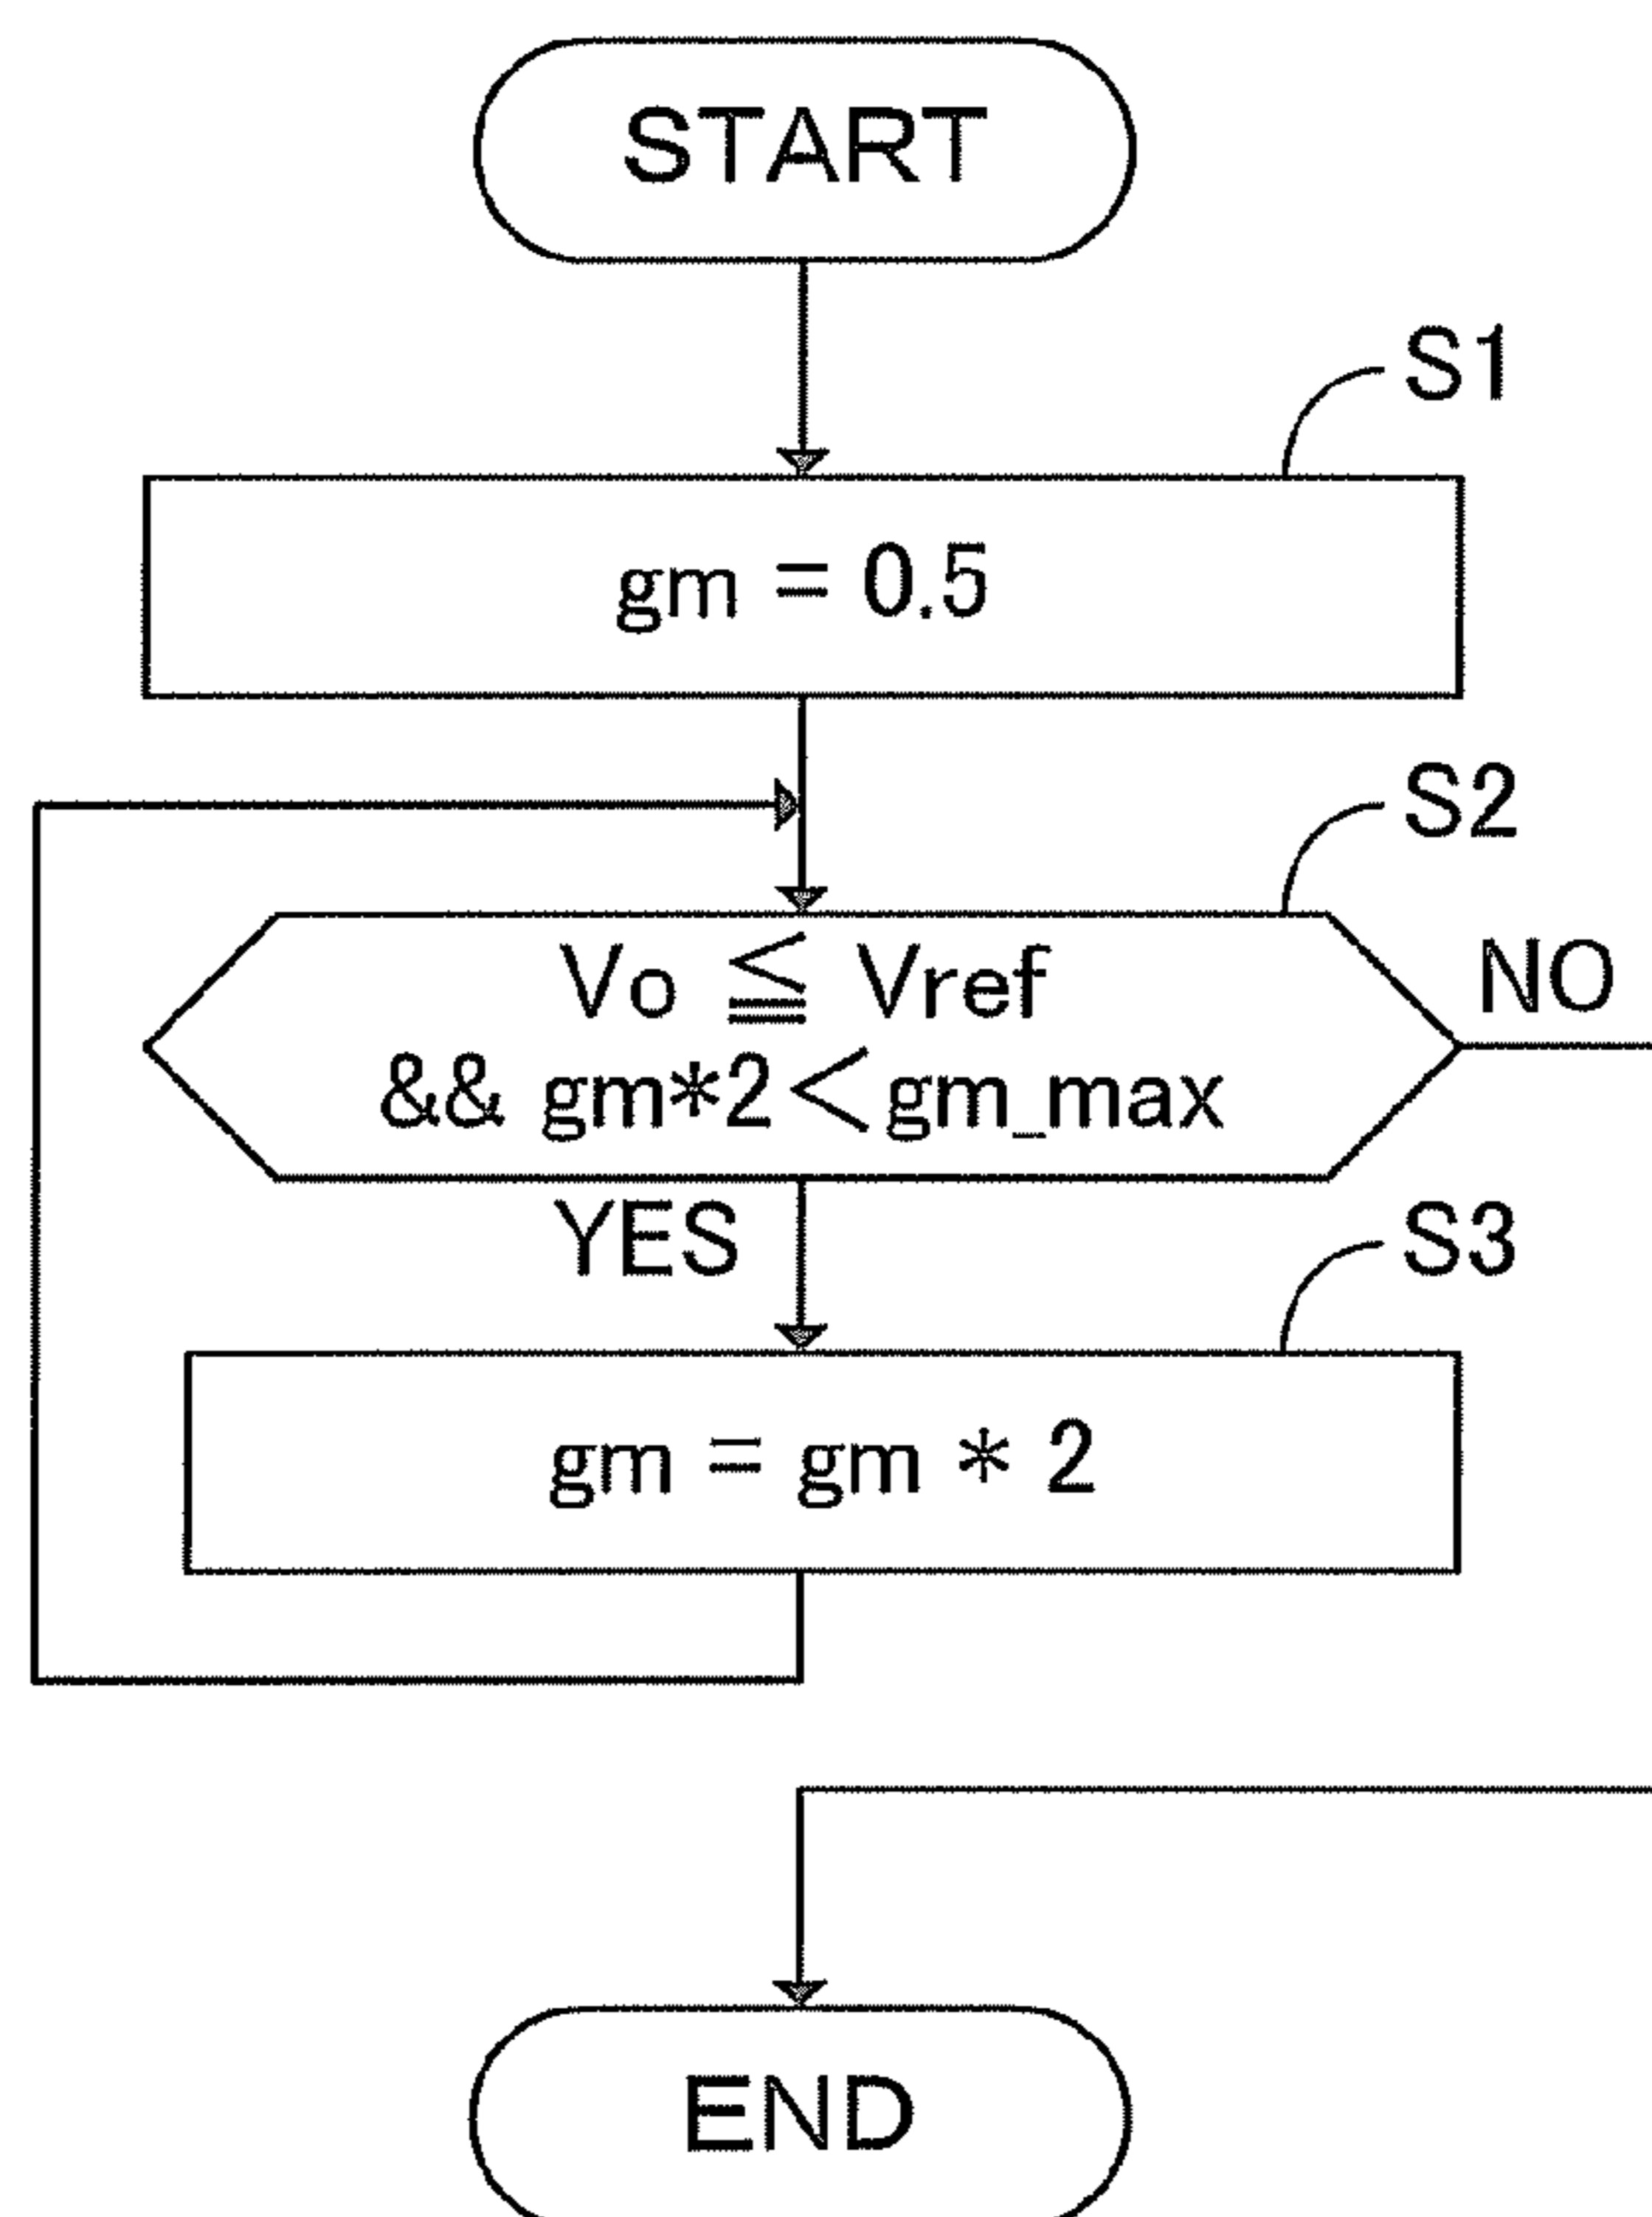 START
S1
gm = 0.5
S2
Vo ≦ Vref
&& gm*2<gm_max
NO
YES
S3
gm = gm * 2
END